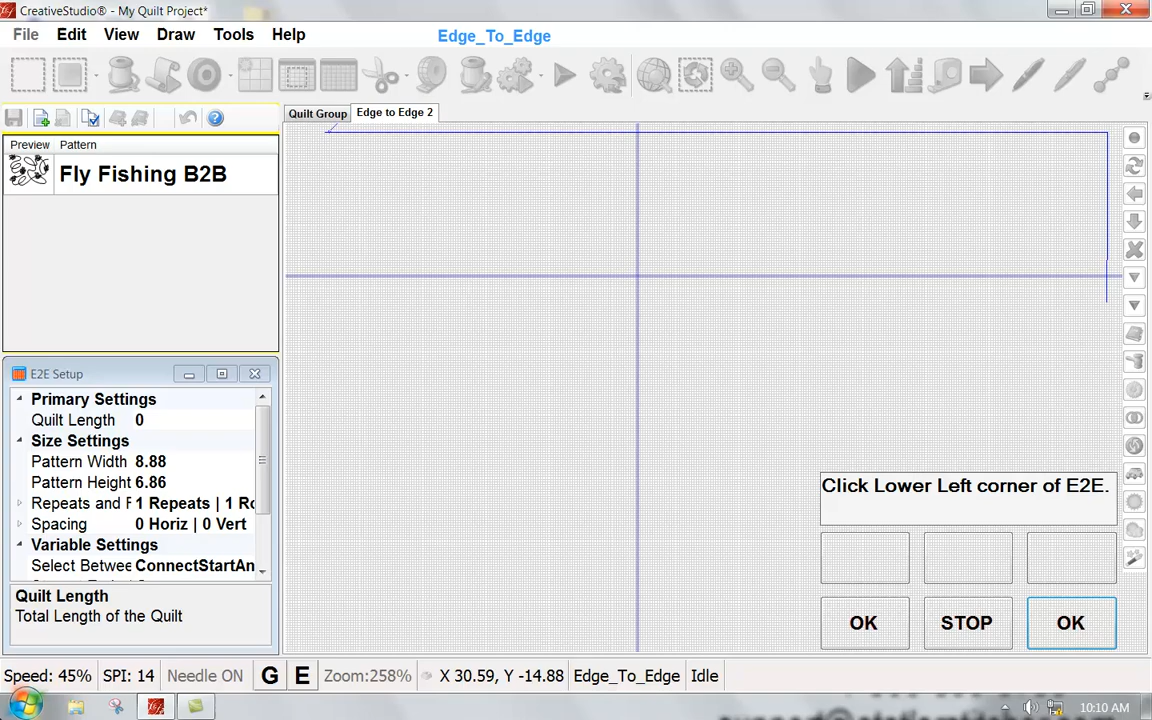 CreativeStudio® - My Quilt Project*
File Edit View Draw Tools Help Edge_To_Edge
Quilt Group Edge to Edge 2
Preview Pattern
Fly Fishing B2B
E2E Setup
Primary Settings
Quilt Length 0
Size Settings
Pattern Width 8.88
Pattern Height 6.86
Repeats and F 1 Repeats | 1 Ro
Spacing 0 Horiz | 0 Vert
Variable Settings
Select Betwee ConnectStartAn
Quilt Length
Total Length of the Quilt
Click Lower Left corner of E2E.
OK STOP OK
Speed: 45% SPI: 14 Needle ON G E Zoom:258% X 30.59, Y -14.88 Edge_To_Edge Idle
10:10 AM